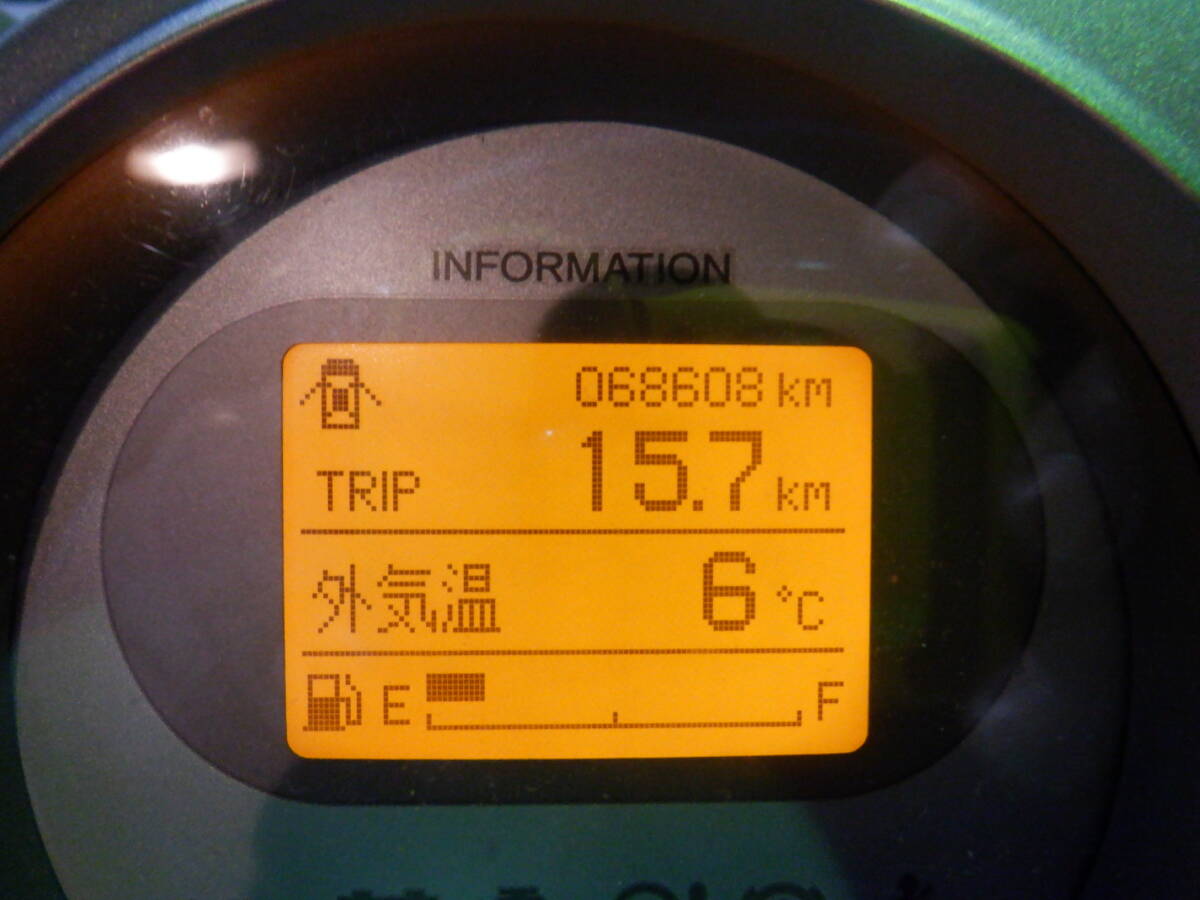 INFORMATION
068608 km
TRIP 15.7 km
外気温 6 °C
E F